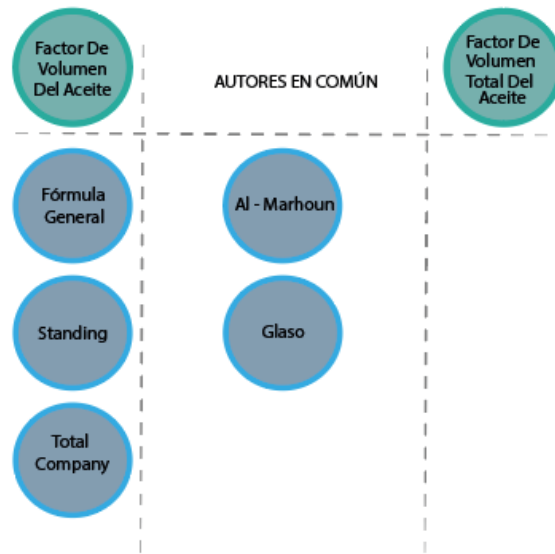 Factor De
Volumen
Del Aceite
AUTORES EN COMÚN
Factor De
Volumen
Total Del
Aceite
Fórmula
General
Al - Marhoun
Standing
Glaso
Total
Company